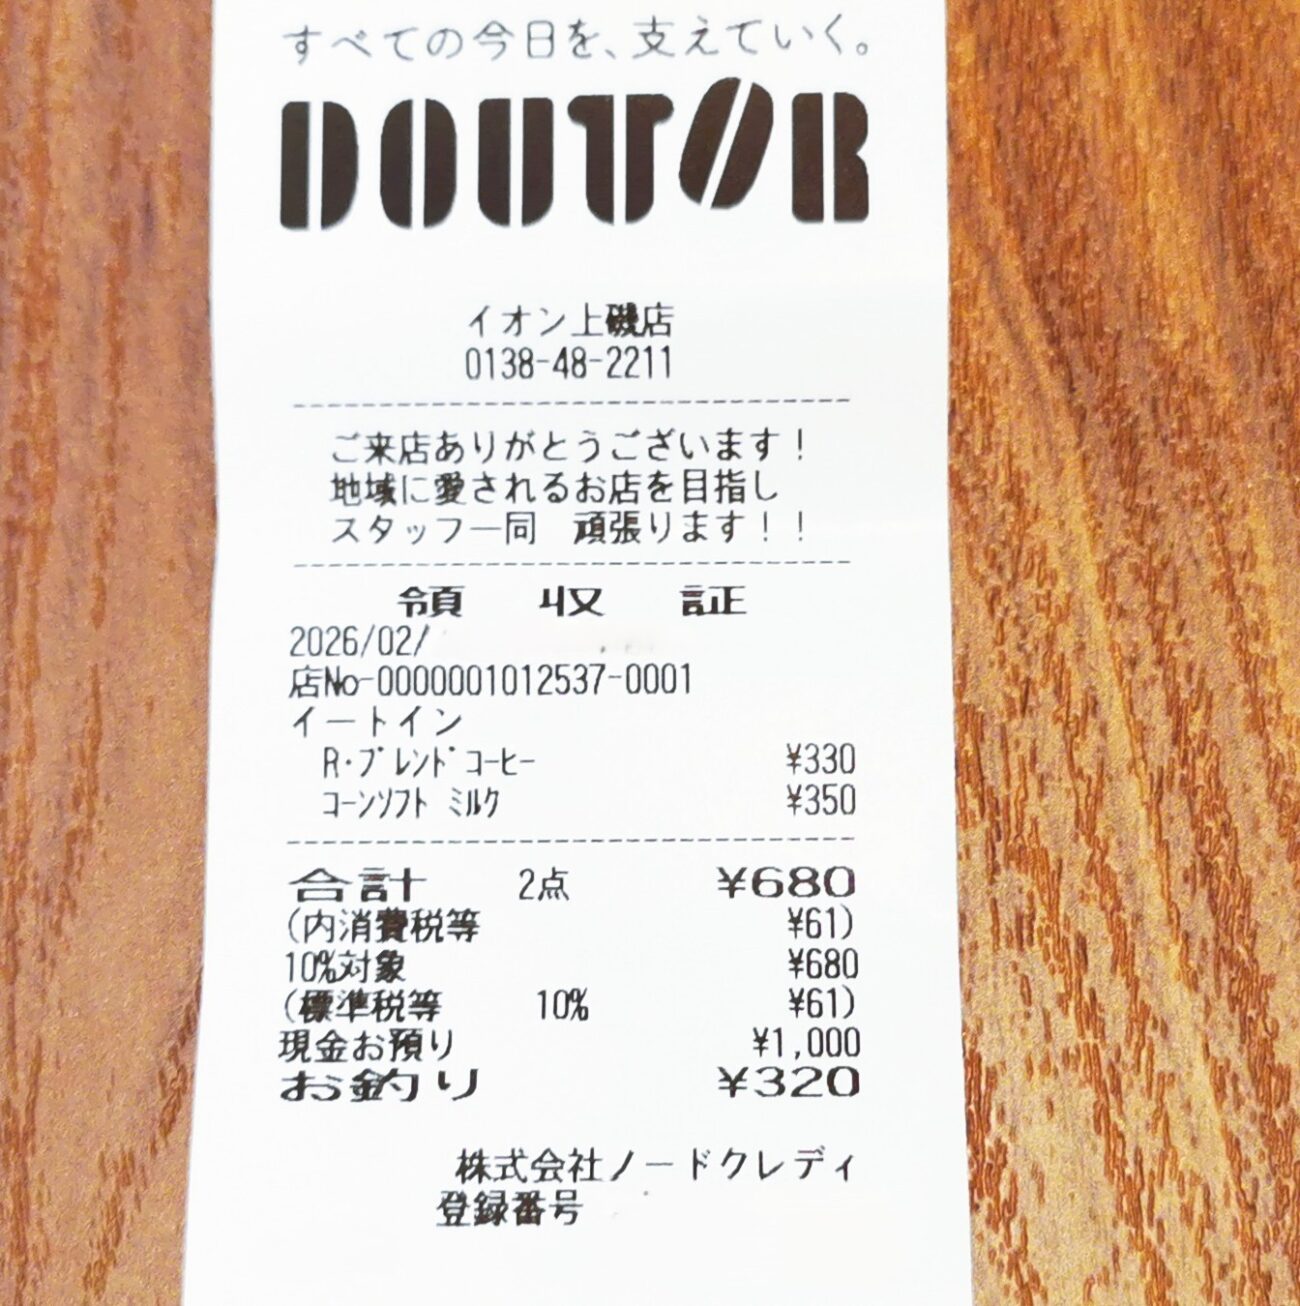 すべての今日を、支えていく。
DOUTOR
イオン上磯店
0138-48-2211
ご来店ありがとうございます！
地域に愛されるお店を目指し
スタッフ一同　頑張ります！！
領　収　証
2026/02/
店No-0000001012537-0001
イートイン
R・ﾌﾞﾚﾝﾄﾞｺｰﾋｰ ¥330
ｺｰﾝｿﾌﾄ ﾐﾙｸ ¥350
合計 2点 ¥680
(内消費税等 ¥61)
10%対象 ¥680
(標準税等 10% ¥61)
現金お預り ¥1,000
お釣り ¥320
株式会社ノードクレディ
登録番号